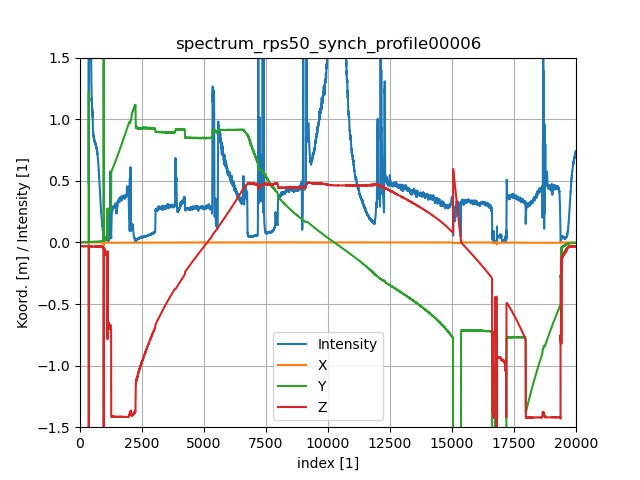 spectrum_rps50_synch_profile00006
Koord. [m] / Intensity [1]
1.5
1.0
0.5
0.0
−0.5
−1.0
−1.5
Intensity
X
Y
Z
0 2500 5000 7500 10000 12500 15000 17500 20000
index [1]